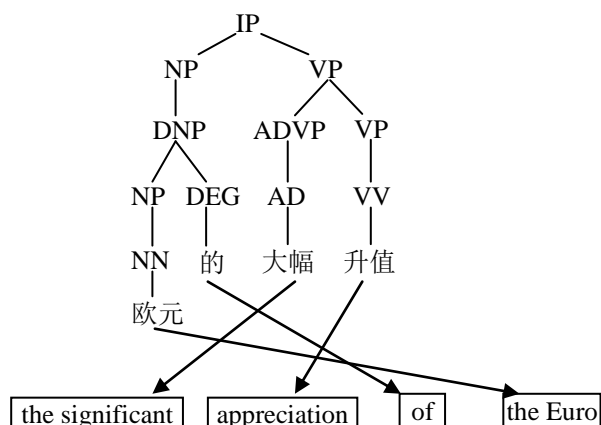 IP
NP VP
DNP ADVP VP
NP DEG AD VV
NN 的 大幅 升值
欧元
the significant appreciation of the Euro